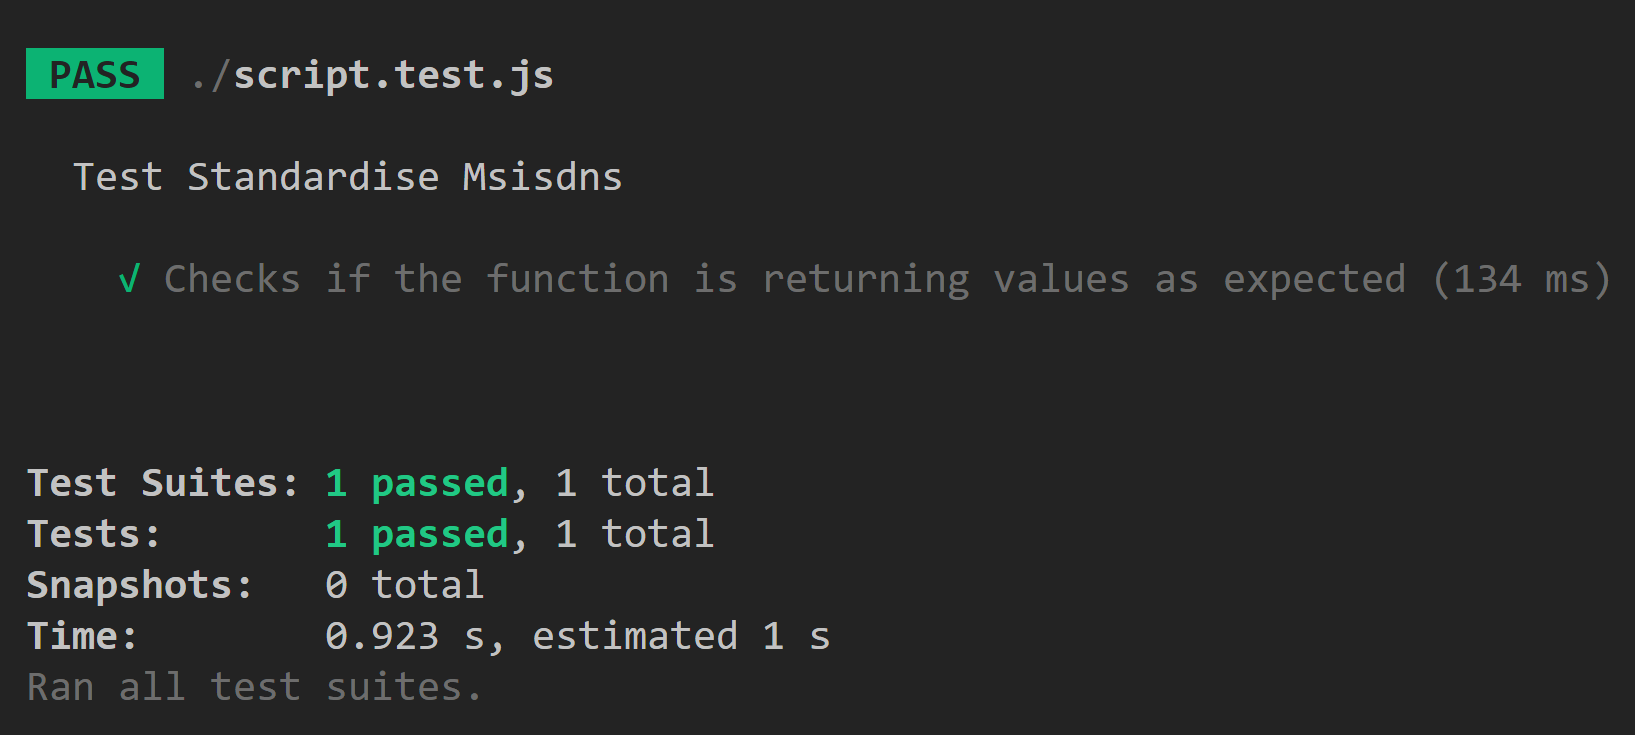 PASS ./script.test.js
Test Standardise Msisdns
√ Checks if the function is returning values as expected (134 ms)
Test Suites: 1 passed, 1 total
Tests: 1 passed, 1 total
Snapshots: 0 total
Time: 0.923 s, estimated 1 s
Ran all test suites.